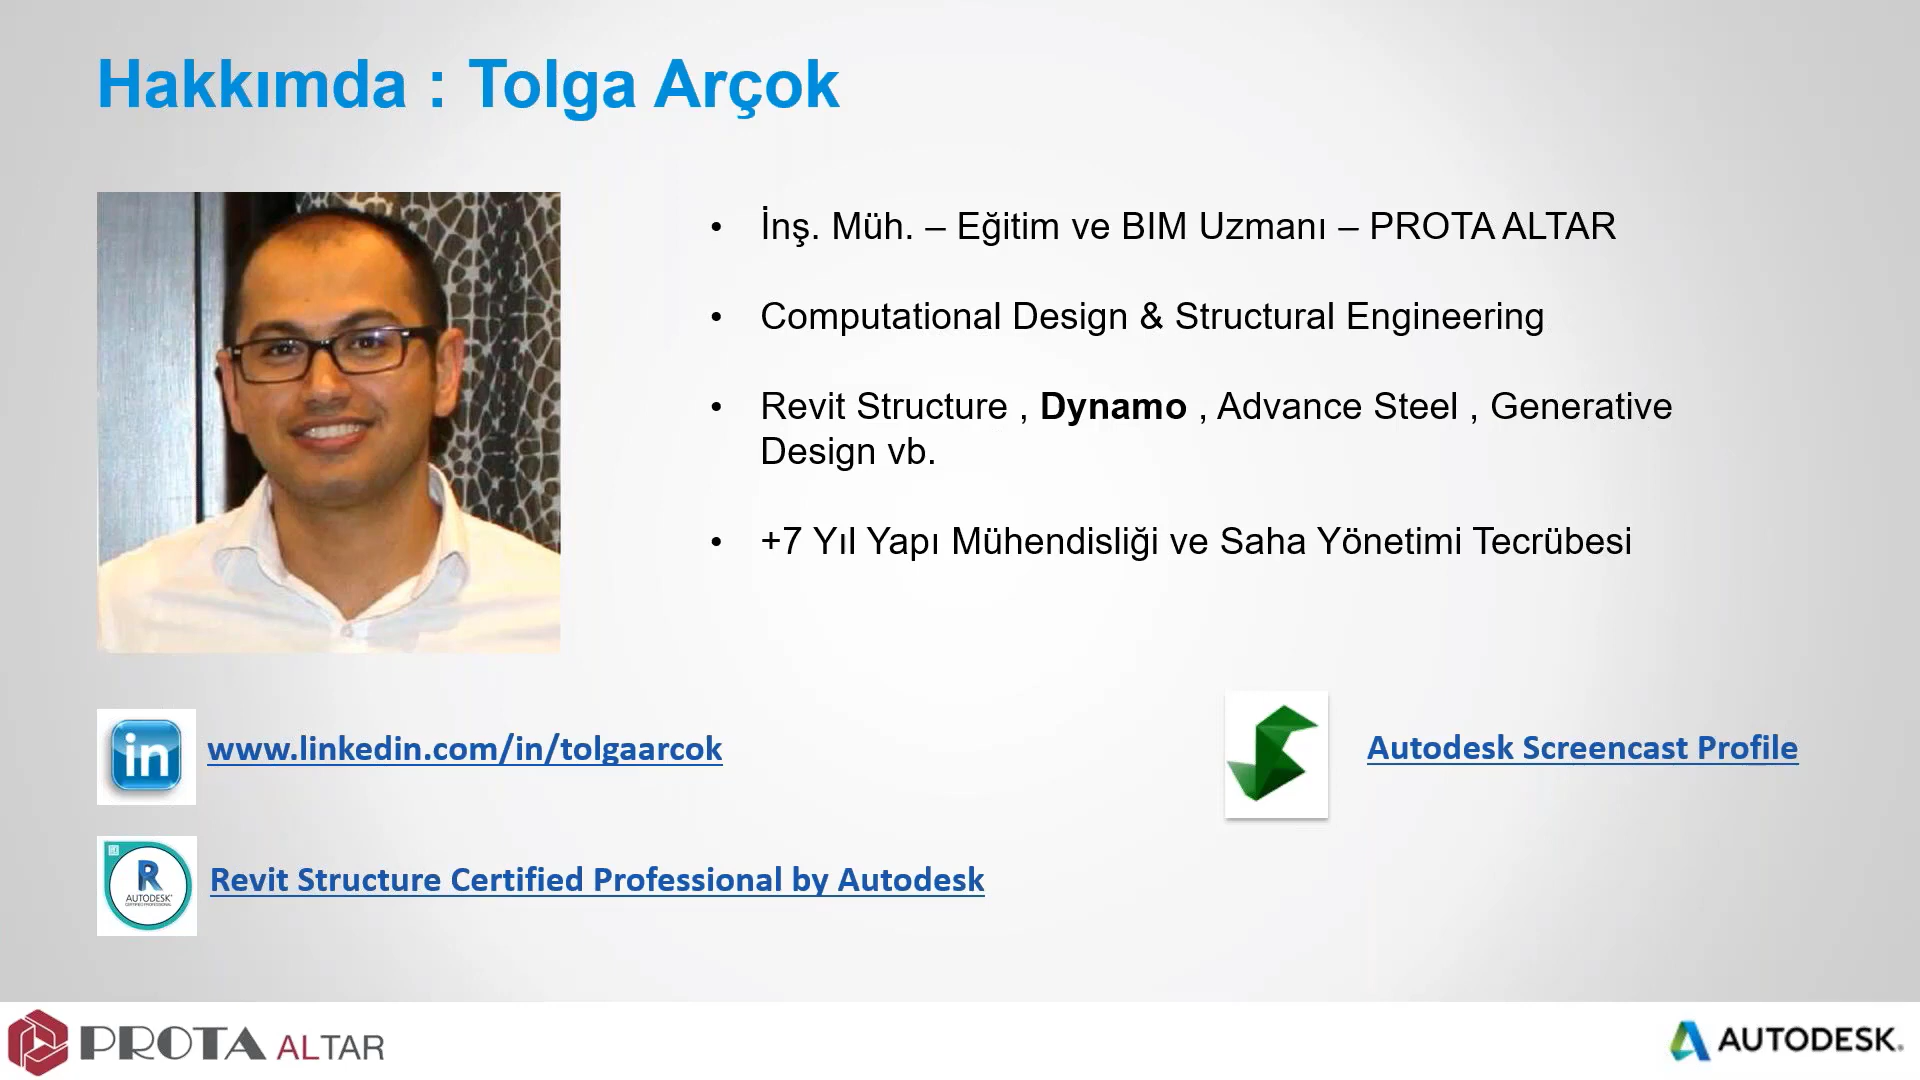 Hakkımda : Tolga Arçok
• İnş. Müh. – Eğitim ve BIM Uzmanı – PROTA ALTAR
• Computational Design & Structural Engineering
• Revit Structure , Dynamo , Advance Steel , Generative
Design vb.
• +7 Yıl Yapı Mühendisliği ve Saha Yönetimi Tecrübesi
in www.linkedin.com/in/tolgaarcok
Autodesk Screencast Profile
R
AUTODESK
CERTIFIED PROFESSIONAL
Revit Structure Certified Professional by Autodesk
PROTA ALTAR
AUTODESK.